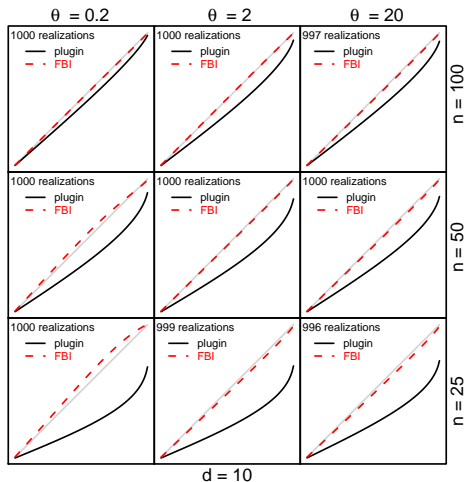 θ = 0.2 θ = 2 θ = 20
1000 realizations 1000 realizations 997 realizations
plugin plugin plugin
FBI FBI FBI
n = 100
1000 realizations 1000 realizations 1000 realizations
plugin plugin plugin
FBI FBI FBI
n = 50
1000 realizations 999 realizations 996 realizations
plugin plugin plugin
FBI FBI FBI
n = 25
d = 10